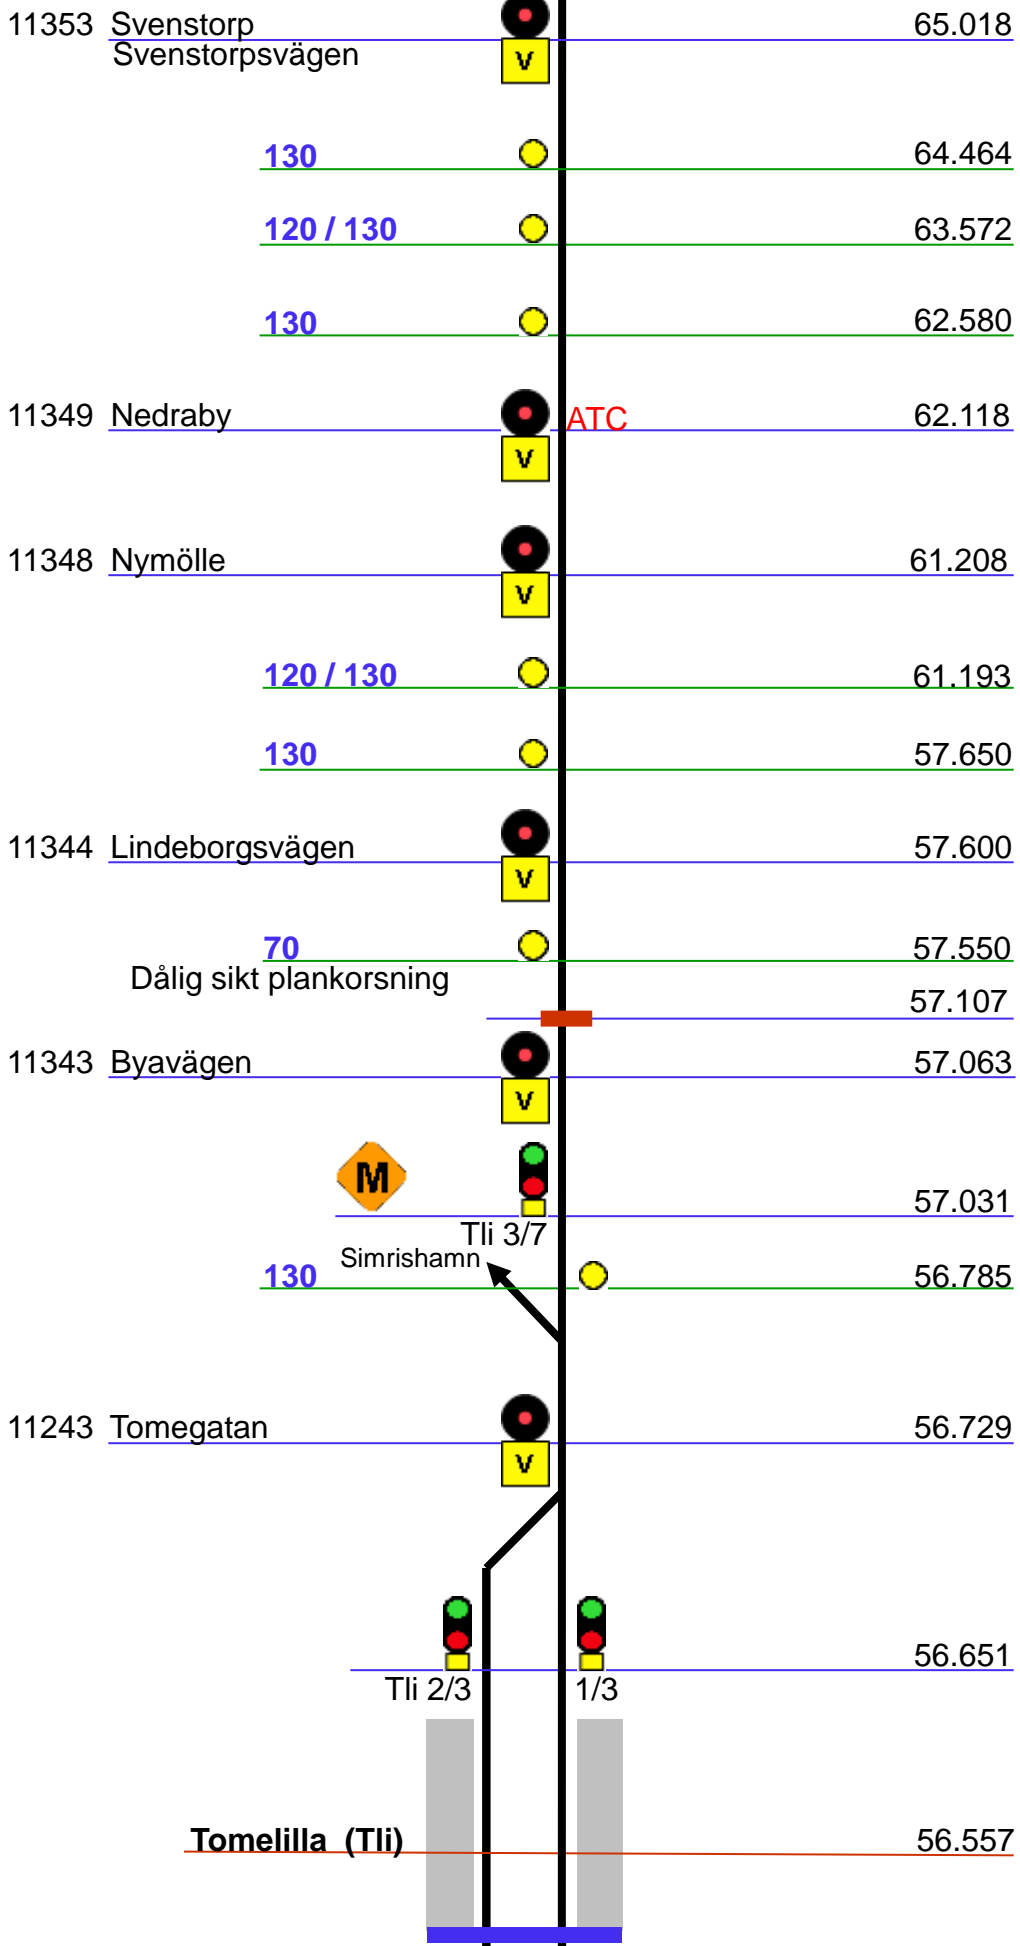 11353 Svenstorp 65.018
Svenstorpsvägen
V
130 64.464
120 / 130 63.572
130 62.580
11349 Nedraby ATC 62.118
V
11348 Nymölle 61.208
V
120 / 130 61.193
130 57.650
11344 Lindeborgsvägen 57.600
V
70 57.550
Dålig sikt plankorsning
57.107
11343 Byavägen 57.063
V
M 57.031
Tli 3/7
Simrishamn
130 56.785
11243 Tomegatan 56.729
V
56.651
Tli 2/3 1/3
Tomelilla (Tli) 56.557